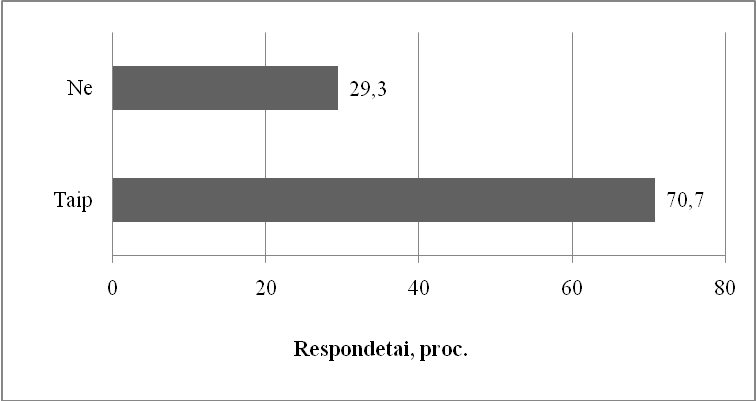 Ne 29,3
Taip 70,7
0 20 40 60 80
Respondetai, proc.